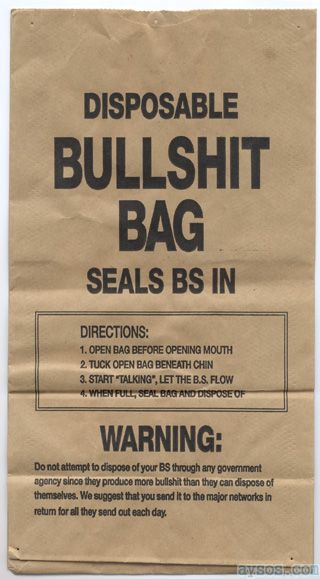 DISPOSABLE
BULLSHIT
BAG
SEALS BS IN
DIRECTIONS:
1. OPEN BAG BEFORE OPENING MOUTH
2. TUCK OPEN BAG BENEATH CHIN
3. START "TALKING", LET THE B.S. FLOW
4. WHEN FULL, SEAL BAG AND DISPOSE OF
WARNING:
Do not attempt to dispose of your BS through any government
agency since they produce more bullshit than they can dispose of
themselves. We suggest that you send it to the major networks in
return for all they send out each day.
aysos.com